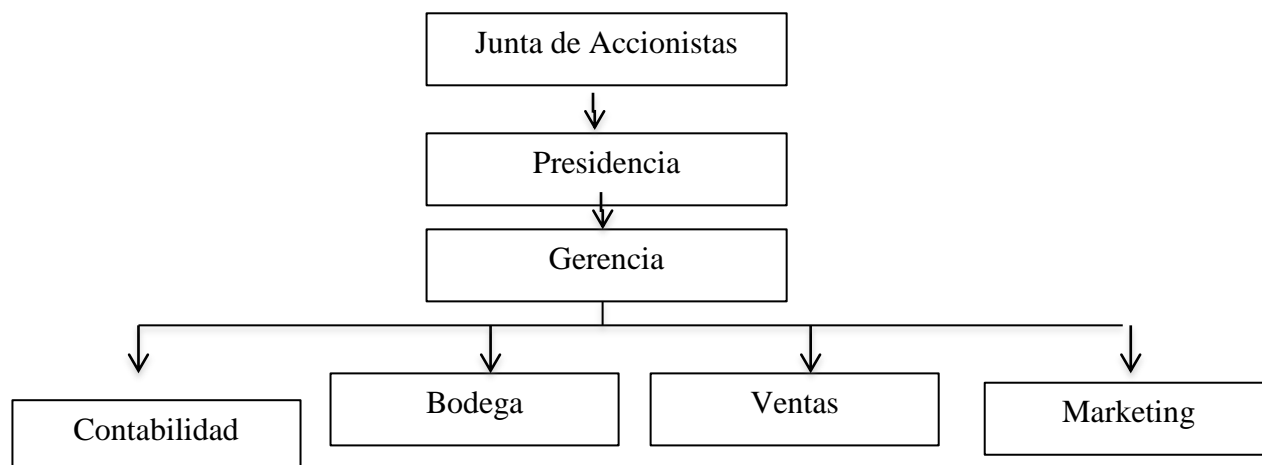 Junta de Accionistas
Presidencia
Gerencia
Contabilidad
Bodega
Ventas
Marketing